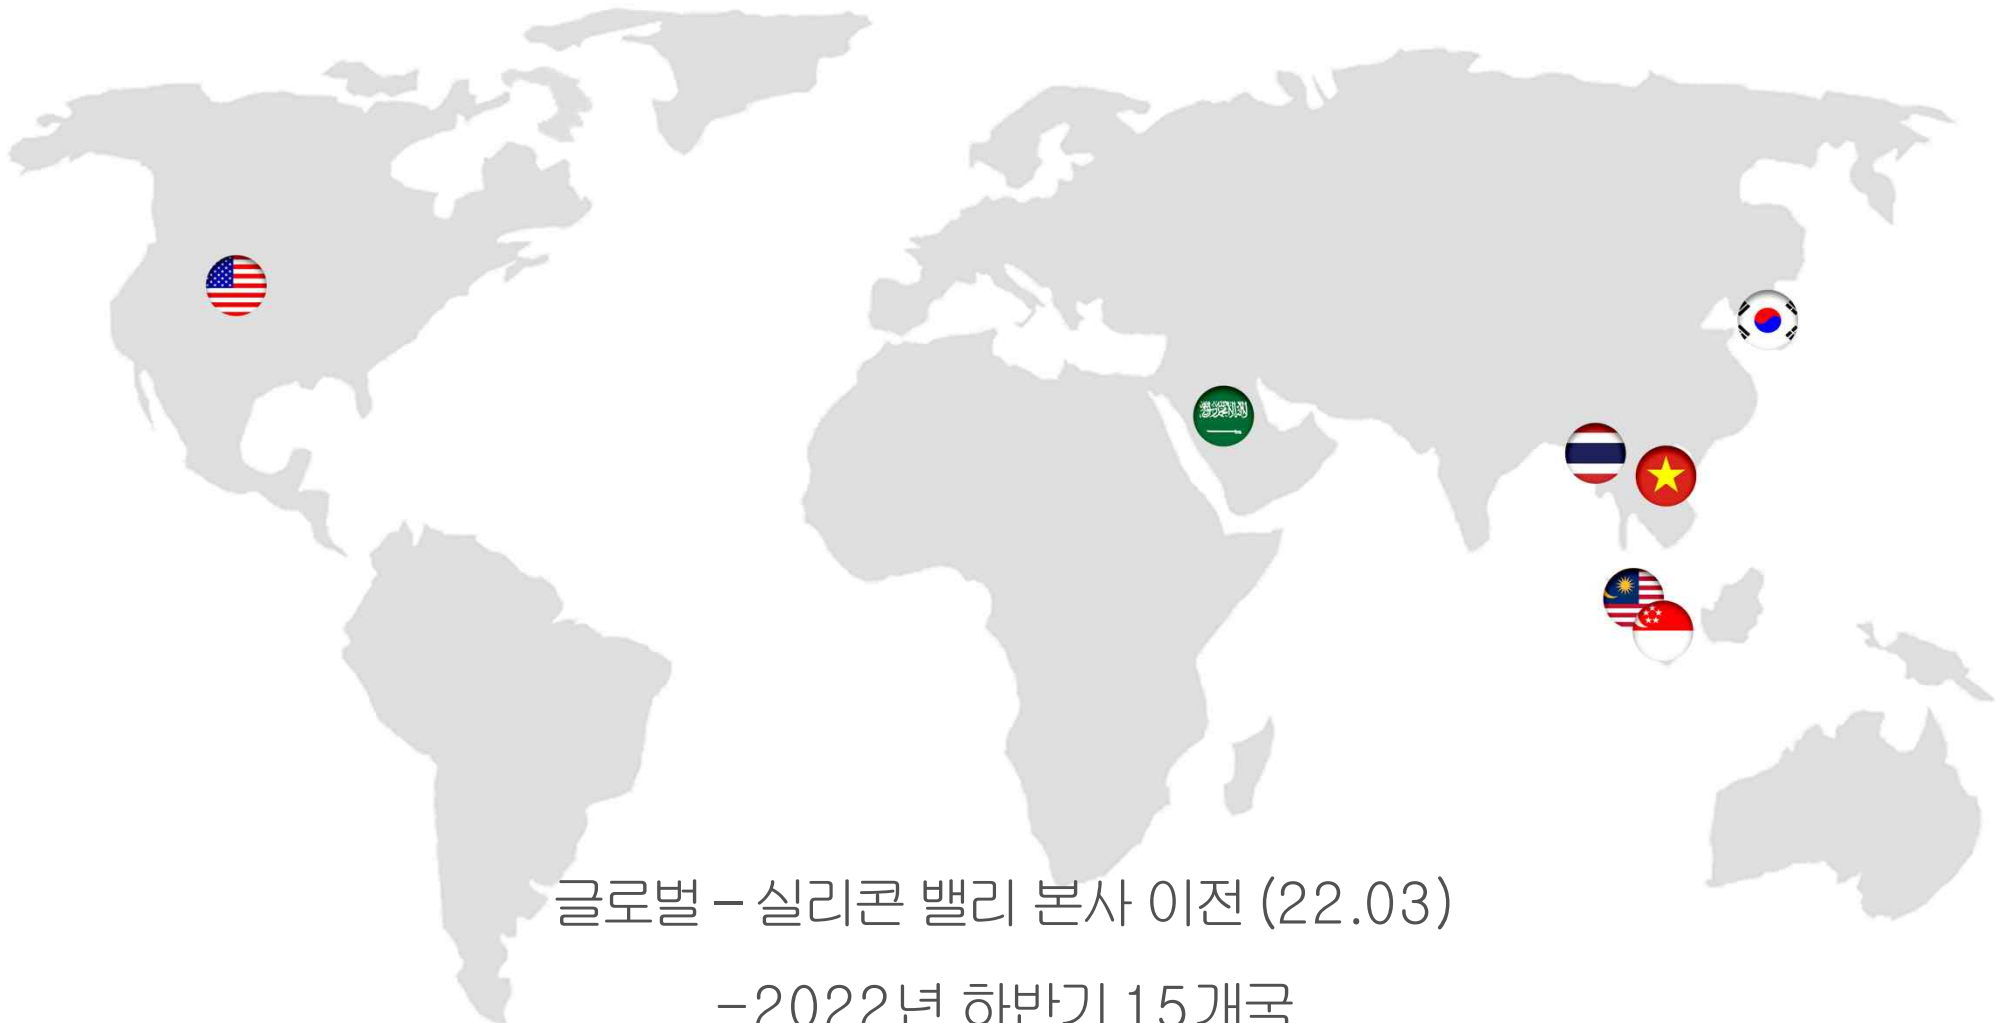 글로벌 – 실리콘 밸리 본사 이전 (22.03)
-2022년 하반기 15개국